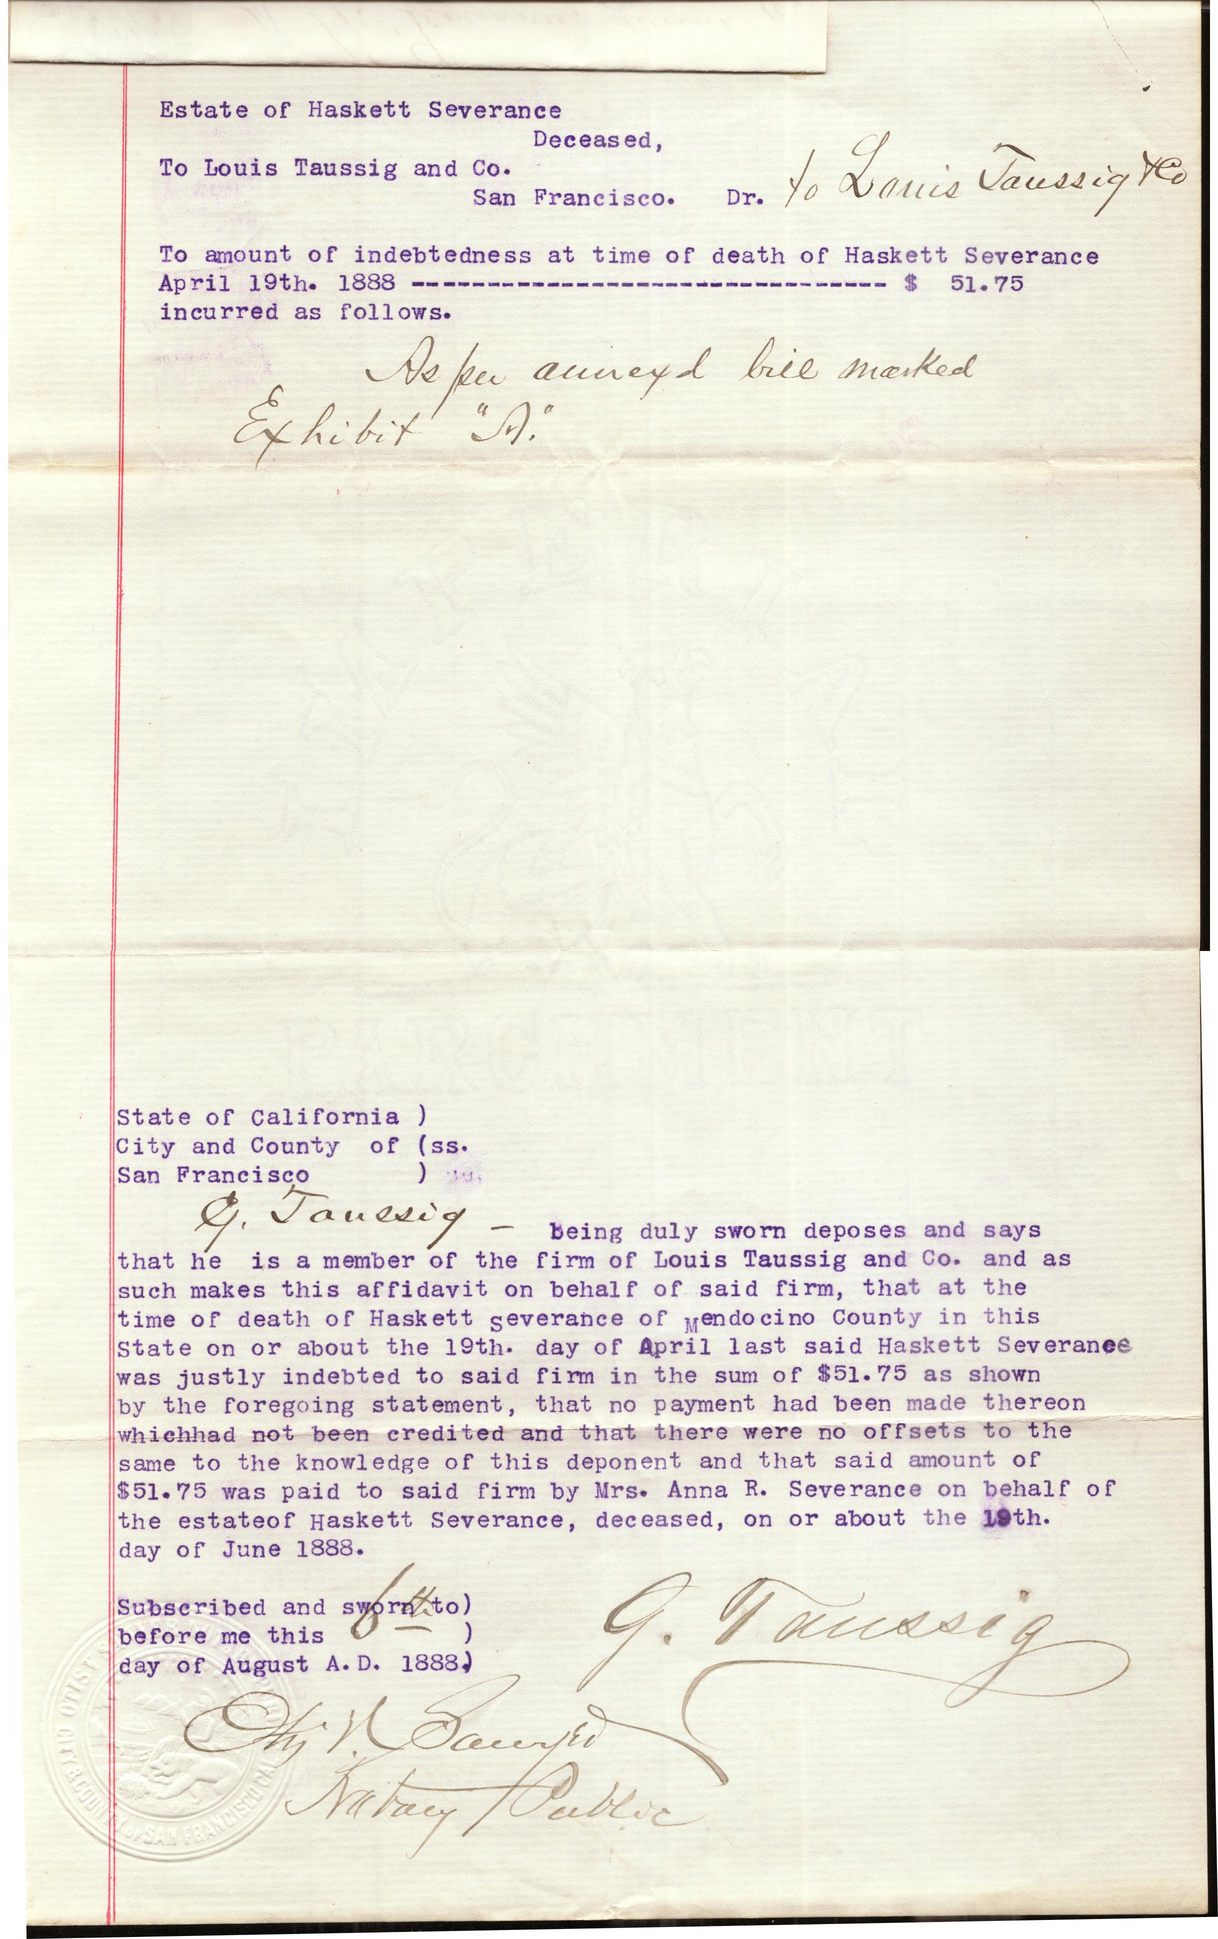 Estate of Haskett Severance
Deceased,
To Louis Taussig and Co.
San Francisco. Dr. to Louis Taussig & Co
To amount of indebtedness at time of death of Haskett Severance
April 19th. 1888 -------------------------------- $ 51.75
incurred as follows.
As per annexd bill marked
Exhibit "A."
State of California )
City and County of (ss.
San Francisco )
G. Taussig — being duly sworn deposes and says
that he is a member of the firm of Louis Taussig and Co. and as
such makes this affidavit on behalf of said firm, that at the
time of death of Haskett Severance of Mendocino County in this
State on or about the 19th. day of April last said Haskett Severance
was justly indebted to said firm in the sum of $51.75 as shown
by the foregoing statement, that no payment had been made thereon
whichhad not been credited and that there were no offsets to the
same to the knowledge of this deponent and that said amount of
$51.75 was paid to said firm by Mrs. Anna R. Severance on behalf of
the estateof Haskett Severance, deceased, on or about the 19th.
day of June 1888.
Subscribed and sworn to)
before me this 6th )
day of August A.D. 1888.)
G. Taussig
Otis V. Sawyer
Notary Public
CITY & COUNTY OF SAN FRANCISCO CAL